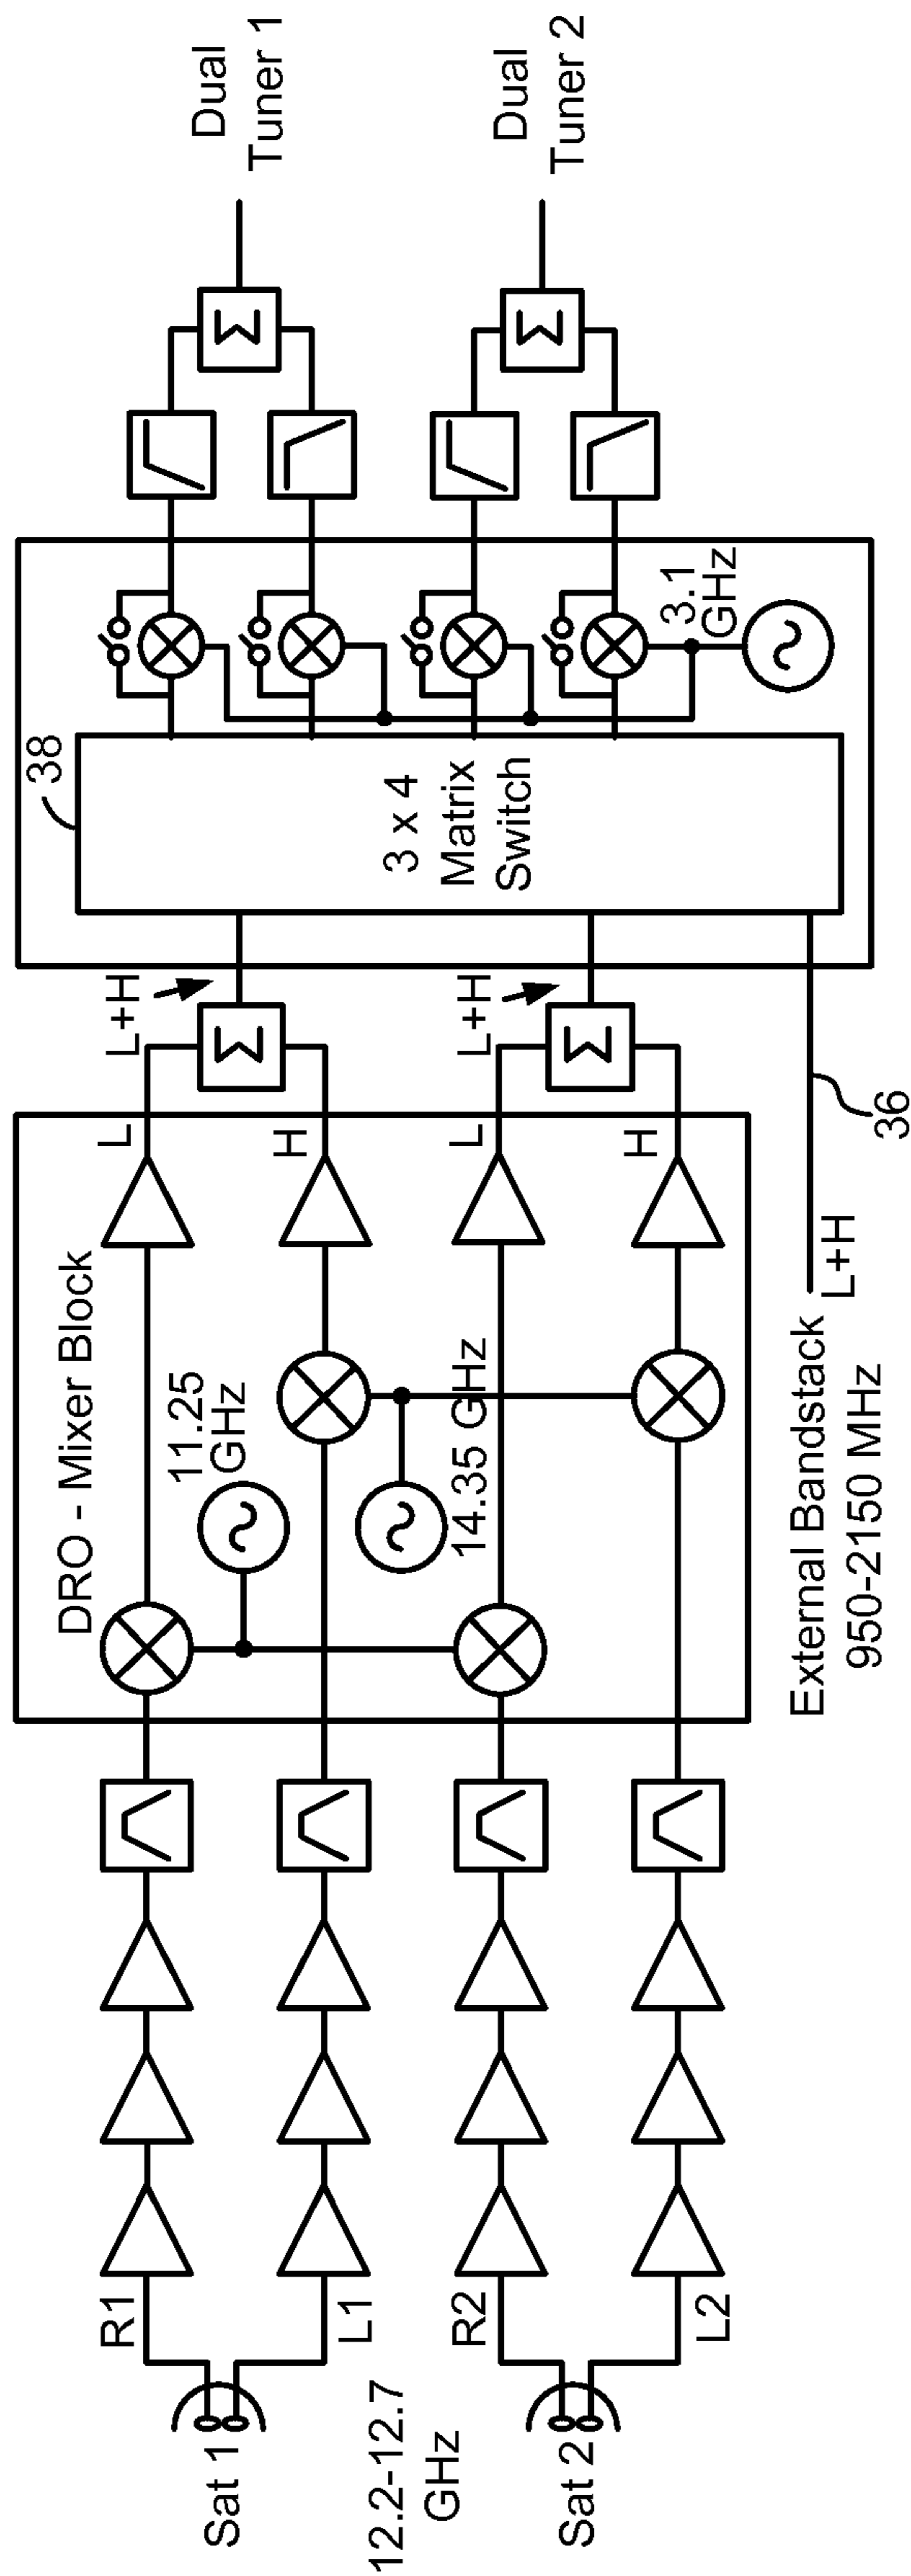 Sat 1
R1
L1
12.2-12.7
GHz
Sat 2
R2
L2
DRO - Mixer Block
11.25
GHz
14.35 GHz
L
H
L
H
L+H
L+H
External Bandstack
950-2150 MHz
L+H
36
38
3 x 4
Matrix
Switch
3.1
GHz
Σ
Σ
Σ
Σ
Dual
Tuner 1
Dual
Tuner 2